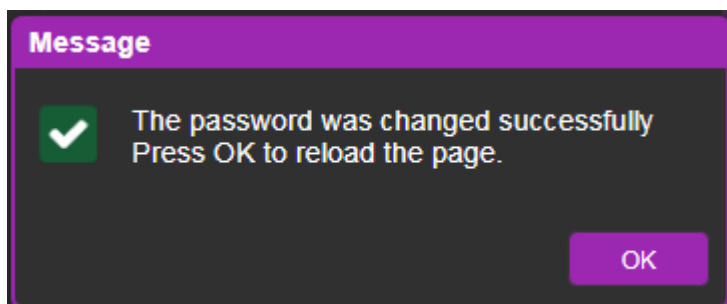 Message
The password was changed successfully
Press OK to reload the page.
OK